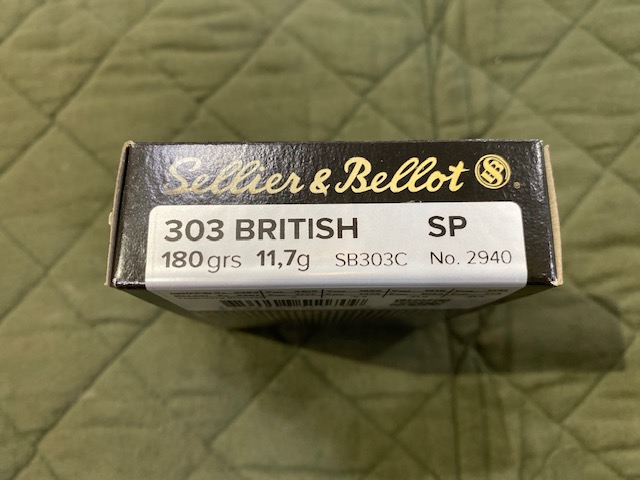 Sellier & Bellot
303 BRITISH SP
180 grs 11,7g SB303C No. 2940